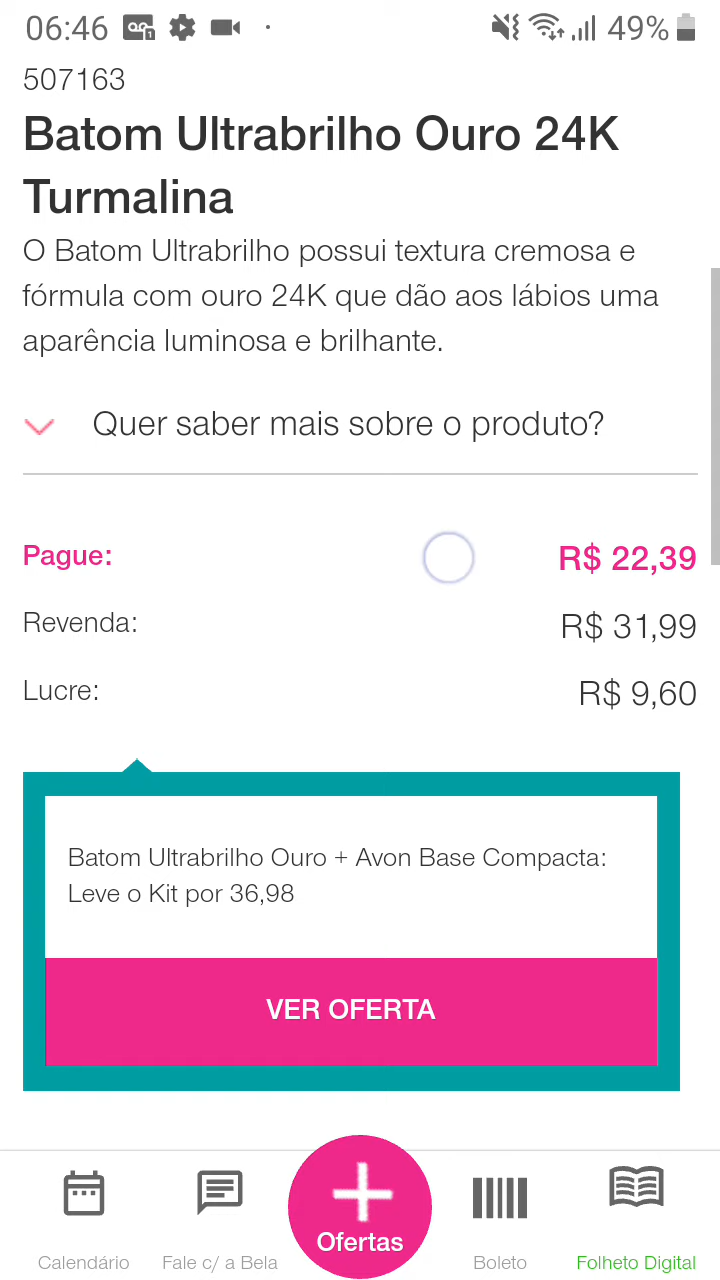 06:46
49%
507163
Batom Ultrabrilho Ouro 24K
Turmalina
O Batom Ultrabrilho possui textura cremosa e
fórmula com ouro 24K que dão aos lábios uma
aparência luminosa e brilhante.
Quer saber mais sobre o produto?
Pague:
R$ 22,39
Revenda:
R$ 31,99
Lucre:
R$ 9,60
Batom Ultrabrilho Ouro + Avon Base Compacta:
Leve o Kit por 36,98
VER OFERTA
Calendário
Fale c/ a Bela
Ofertas
Boleto
Folheto Digital